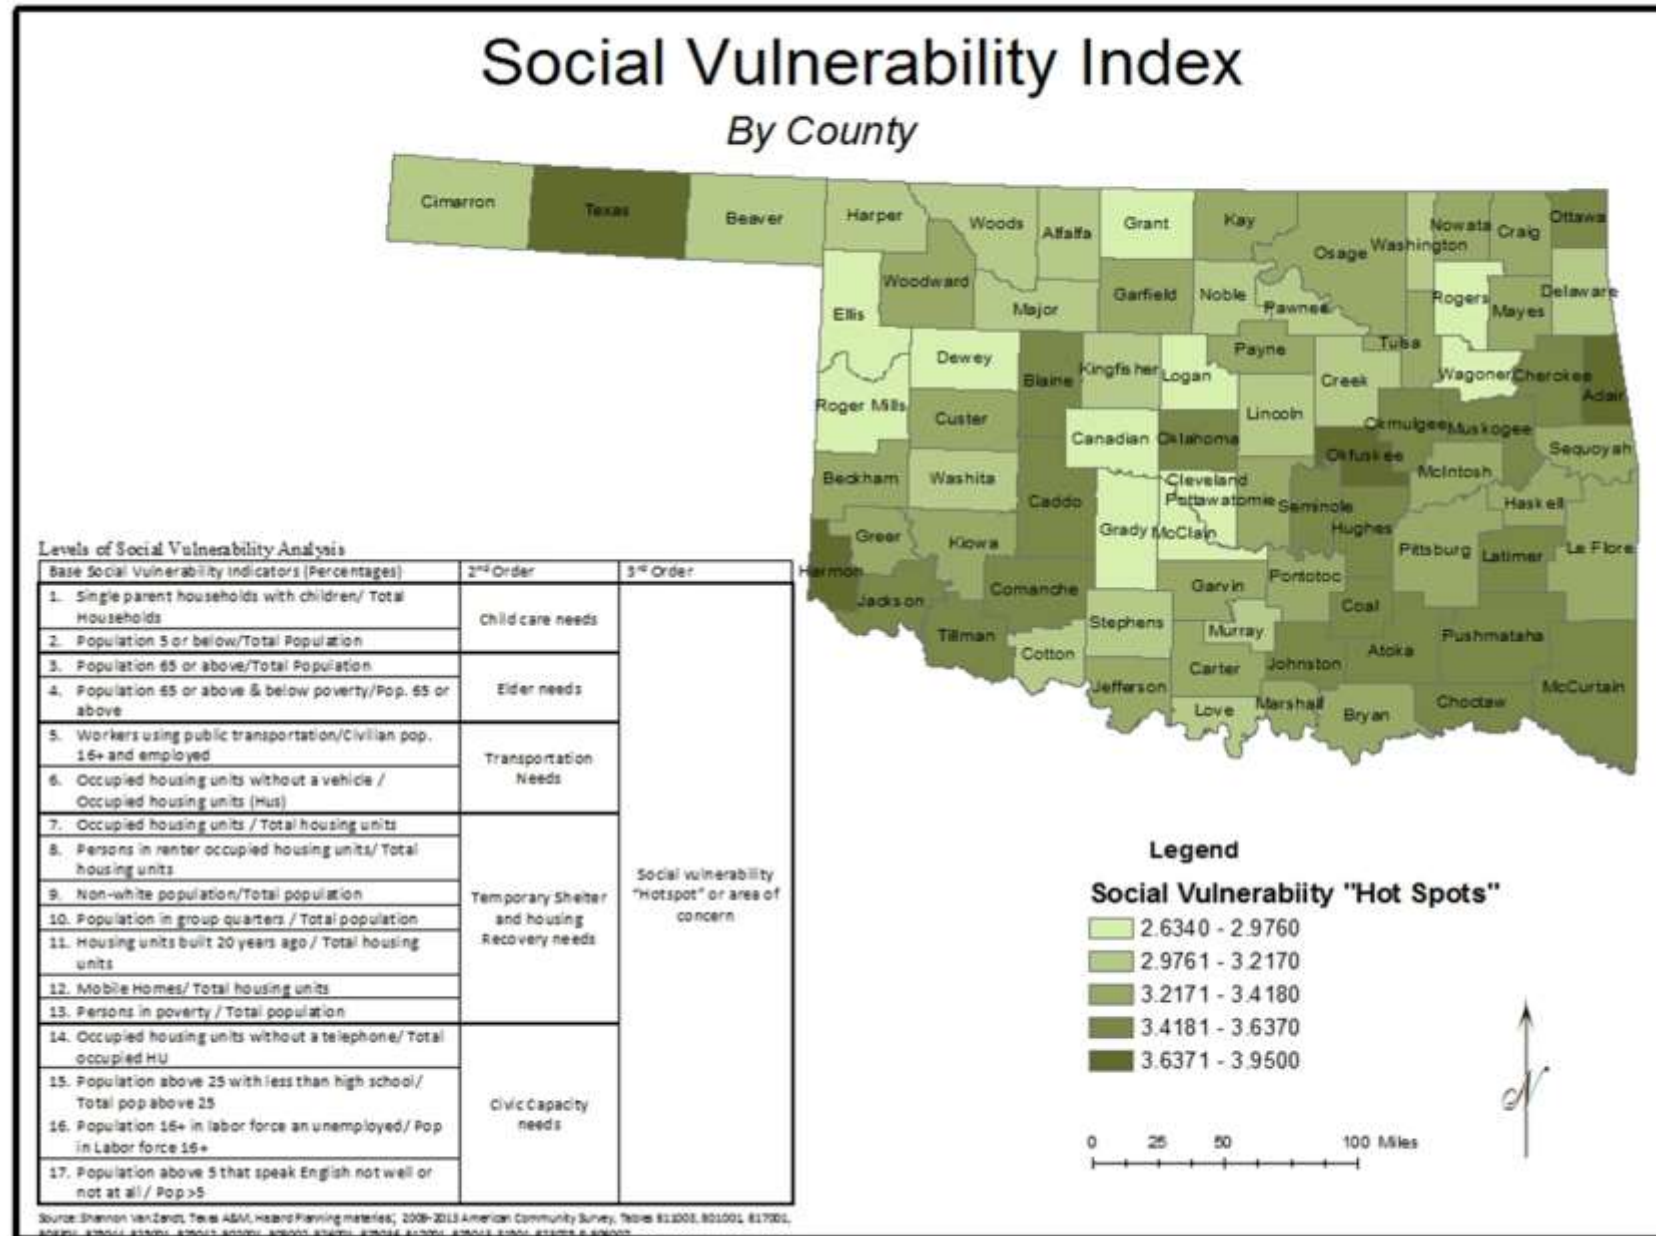 Social Vulnerability Index
By County
Cimarron
Texas
Beaver
Harper
Woods
Alfalfa
Grant
Kay
Osage
Washington
Nowata
Craig
Ottawa
Woodward
Ellis
Major
Garfield
Noble
Pawnee
Rogers
Mayes
Delaware
Dewey
Blaine
Kingfisher
Logan
Payne
Tulsa
Creek
Wagoner
Cherokee
Adair
Roger Mills
Custer
Canadian
Oklahoma
Lincoln
Okmulgee
Muskogee
Okfuskee
Sequoyah
McIntosh
Beckham
Washita
Caddo
Cleveland
Pottawatomie
Seminole
Haskell
Hughes
Greer
Kiowa
Grady
McClain
Pittsburg
Latimer
Le Flore
Harmon
Jackson
Comanche
Garvin
Pontotoc
Coal
Tillman
Stephens
Murray
Cotton
Carter
Johnston
Atoka
Pushmataha
Jefferson
Love
Marshall
Bryan
Choctaw
McCurtain
Levels of Social Vulnerability Analysis
Base Social Vulnerability Indicators (Percentages)
2nd Order
3rd Order
1. Single parent households with children/ Total
Households
2. Population 5 or below/Total Population
Child care needs
3. Population 65 or above/Total Population
4. Population 65 or above & below poverty/Pop. 65 or
above
Elder needs
5. Workers using public transportation/Civilian pop.
16+ and employed
6. Occupied housing units without a vehicle /
Occupied housing units (Hus)
Transportation
Needs
7. Occupied housing units / Total housing units
8. Persons in renter occupied housing units/ Total
housing units
9. Non-white population/Total population
10. Population in group quarters / Total population
11. Housing units built 20 years ago / Total housing
units
12. Mobile Homes/ Total housing units
13. Persons in poverty / Total population
Temporary Shelter
and housing
Recovery needs
14. Occupied housing units without a telephone/ Total
occupied HU
15. Population above 25 with less than high school/
Total pop above 25
16. Population 16+ in labor force an unemployed/ Pop
in Labor force 16+
17. Population above 5 that speak English not well or
not at all / Pop >5
Civic Capacity
needs
Social vulnerability
"Hotspot" or area of
concern
Source: Shannon Van Zandt, Texas A&M, Hazard Planning materials; 2009-2013 American Community Survey, Tables
Legend
Social Vulnerabiity "Hot Spots"
2.6340 - 2.9760
2.9761 - 3.2170
3.2171 - 3.4180
3.4181 - 3.6370
3.6371 - 3.9500
0 25 50 100 Miles
N